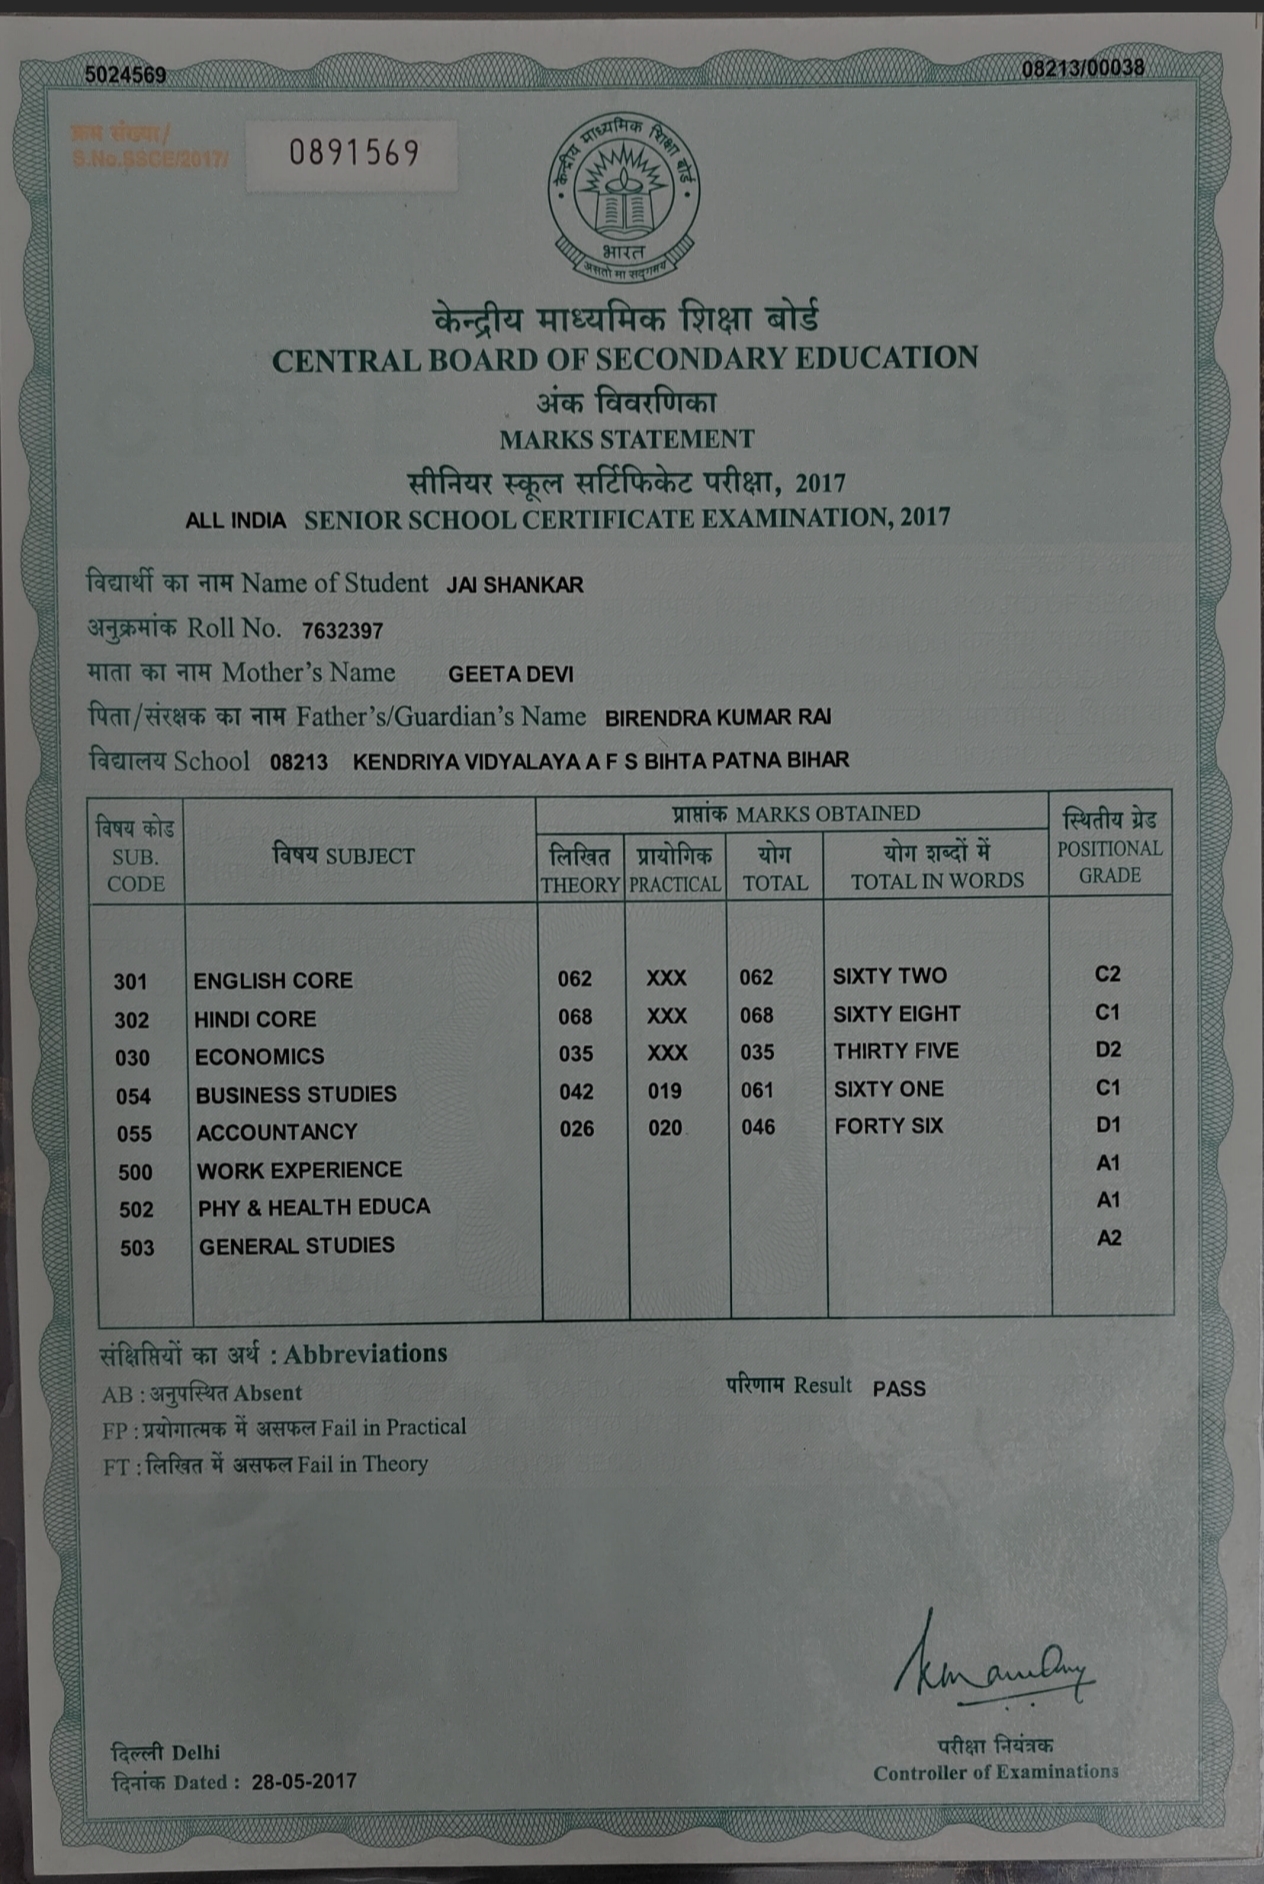 5024569 08213/00038
क्रम संख्या/
S.No.SSCE/2017/ 0891569
केन्द्रीय माध्यमिक शिक्षा बोर्ड
भारत
असतो मा सद्गमय
केन्द्रीय माध्यमिक शिक्षा बोर्ड
CENTRAL BOARD OF SECONDARY EDUCATION
अंक विवरणिका
MARKS STATEMENT
सीनियर स्कूल सर्टिफिकेट परीक्षा, 2017
ALL INDIA SENIOR SCHOOL CERTIFICATE EXAMINATION, 2017
विद्यार्थी का नाम Name of Student JAI SHANKAR
अनुक्रमांक Roll No. 7632397
माता का नाम Mother's Name GEETA DEVI
पिता/संरक्षक का नाम Father's/Guardian's Name BIRENDRA KUMAR RAI
विद्यालय School 08213 KENDRIYA VIDYALAYA A F S BIHTA PATNA BIHAR
विषय कोड SUB. CODE विषय SUBJECT प्राप्तांक MARKS OBTAINED स्थितीय ग्रेड POSITIONAL GRADE
लिखित THEORY प्रायोगिक PRACTICAL योग TOTAL योग शब्दों में TOTAL IN WORDS
301 ENGLISH CORE 062 XXX 062 SIXTY TWO C2
302 HINDI CORE 068 XXX 068 SIXTY EIGHT C1
030 ECONOMICS 035 XXX 035 THIRTY FIVE D2
054 BUSINESS STUDIES 042 019 061 SIXTY ONE C1
055 ACCOUNTANCY 026 020 046 FORTY SIX D1
500 WORK EXPERIENCE A1
502 PHY & HEALTH EDUCA A1
503 GENERAL STUDIES A2
संक्षिप्तियों का अर्थ : Abbreviations
AB : अनुपस्थित Absent परिणाम Result PASS
FP : प्रयोगात्मक में असफल Fail in Practical
FT : लिखित में असफल Fail in Theory
दिल्ली Delhi
दिनांक Dated : 28-05-2017
परीक्षा नियंत्रक
Controller of Examinations